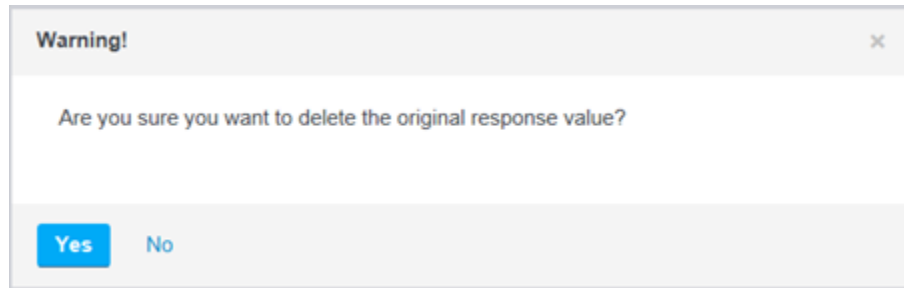 Warning!
Are you sure you want to delete the original response value?
Yes No